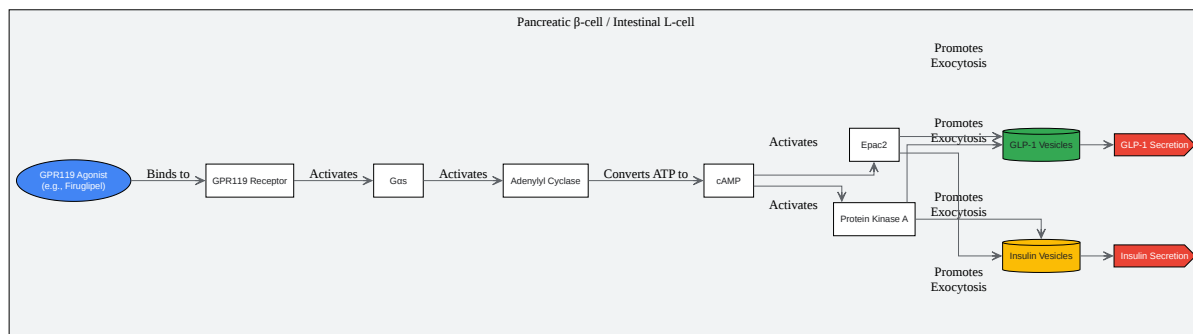 Pancreatic β-cell / Intestinal L-cell
GPR119 Agonist
(e.g., Firuglipel)
Binds to
GPR119 Receptor
Activates
Gαs
Activates
Adenylyl Cyclase
Converts ATP to
cAMP
Activates
Activates
Epac2
Protein Kinase A
Promotes
Exocytosis
Promotes
Exocytosis
Promotes
Exocytosis
Promotes
Exocytosis
GLP-1 Vesicles
GLP-1 Secretion
Insulin Vesicles
Insulin Secretion